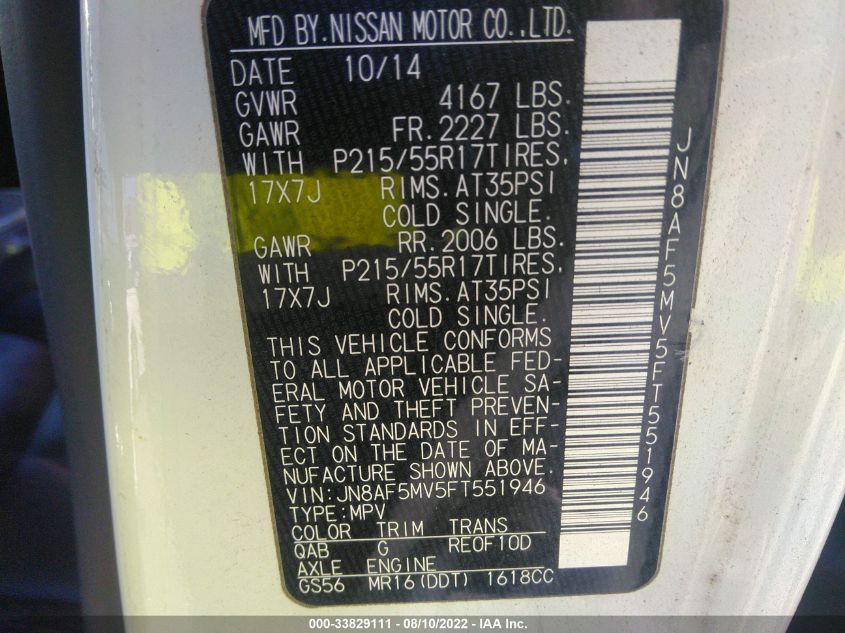 MFD BY.NISSAN MOTOR CO.,LTD.
DATE 10/14
GVWR 4167 LBS.
GAWR FR.2227 LBS.
WITH P215/55R17TIRES,
17X7J RIMS.AT35PSI
COLD SINGLE.
GAWR RR.2006 LBS.
WITH P215/55R17TIRES,
17X7J RIMS.AT35PSI
COLD SINGLE.
THIS VEHICLE CONFORMS
TO ALL APPLICABLE FED-
ERAL MOTOR VEHICLE SA-
FETY AND THEFT PREVEN-
TION STANDARDS IN EFF-
ECT ON THE DATE OF MA-
NUFACTURE SHOWN ABOVE.
VIN:JN8AF5MV5FT551946
TYPE:MPV
COLOR TRIM TRANS
QAB G RE0F10D
AXLE ENGINE
GS56 MR16(DDT) 1618CC
JN8AF5MV5FT551946
000-33829111 - 08/10/2022 - IAA Inc.